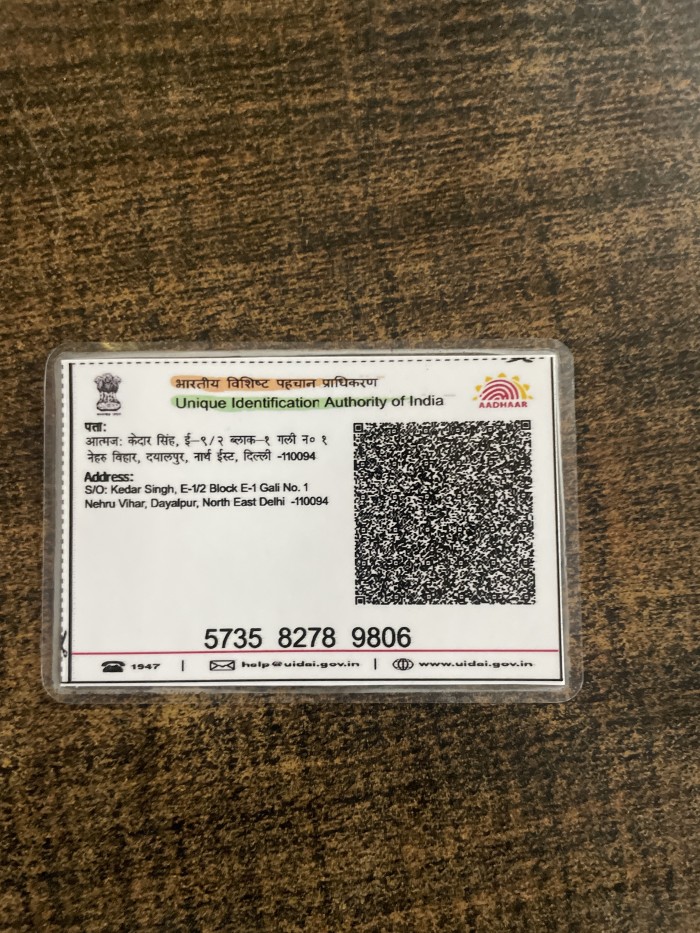 भारतीय विशिष्ट पहचान प्राधिकरण
Unique Identification Authority of India
AADHAAR
पता:
आत्मज: केदार सिंह, ई-९/२ ब्लाक-१ गली न० १
नेहरु विहार, दयालपुर, नार्थ ईस्ट, दिल्ली -110094
Address:
S/O: Kedar Singh, E-1/2 Block E-1 Gali No. 1
Nehru Vihar, Dayalpur, North East Delhi -110094
5735 8278 9806
1947 | help@uidai.gov.in | www.uidai.gov.in